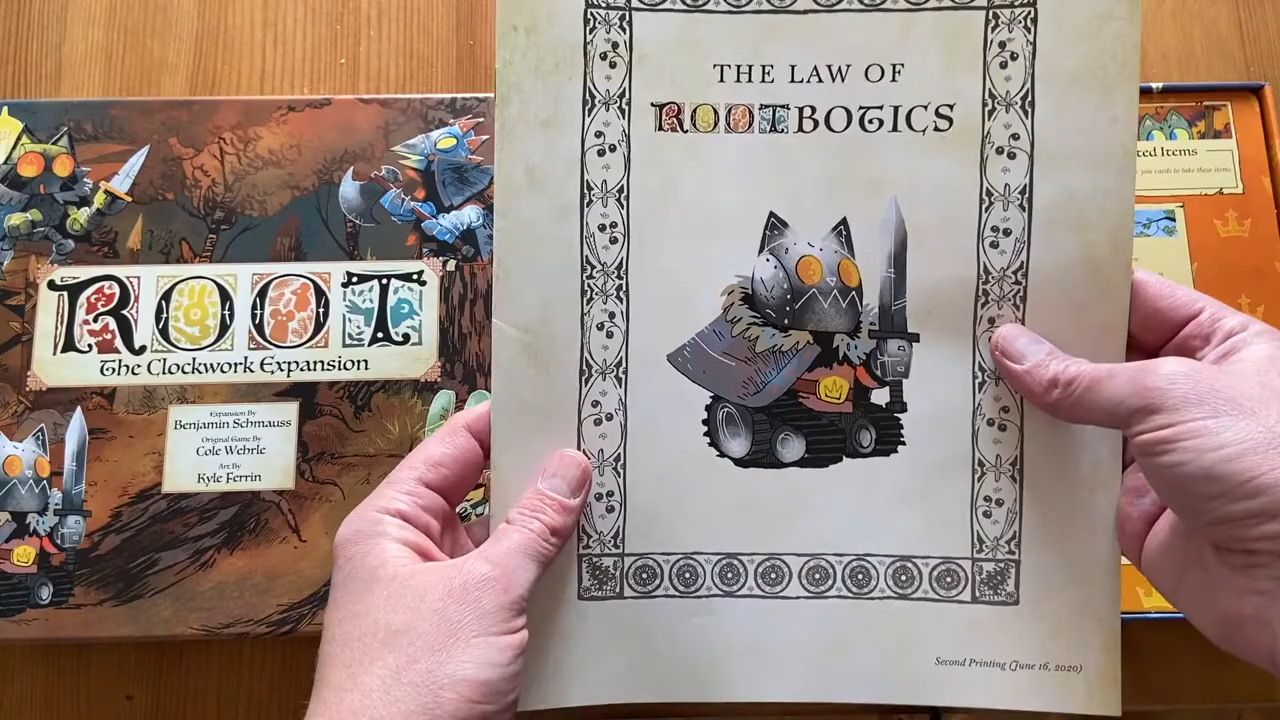 ROOT
The Clockwork Expansion
Expansion By
Benjamin Schmauss
Original Game By
Cole Wehrle
Art By
Kyle Ferrin
THE LAW OF
ROOTBOTICS
Second Printing (June 16, 2020)
ted Items
you cards to take these items